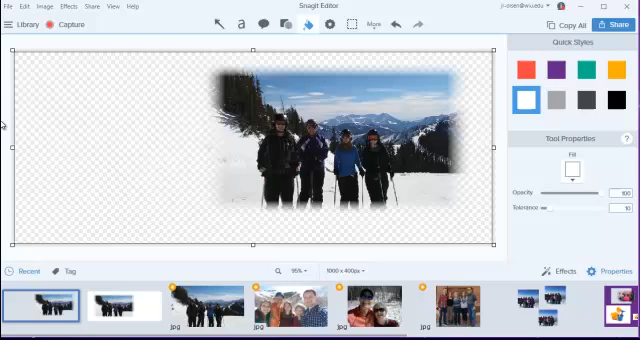 File Edit Image Effects Share View Help
Snagit Editor
Library Capture
More
Copy All Share
Quick Styles
Tool Properties
?
Fill
Opacity 100
Tolerance 10
Recent Tag
95%
1000 x 400px
Effects Properties
jpg jpg jpg jpg